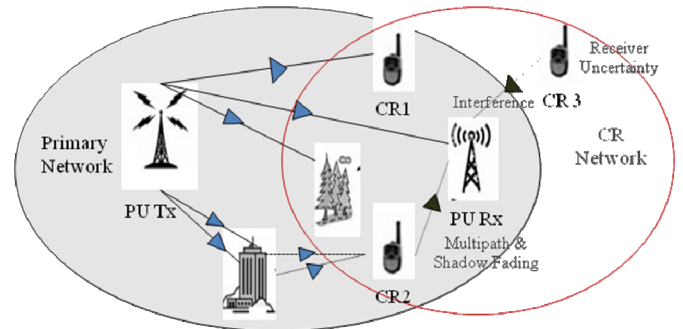 Receiver
Uncertainty
CR1
Interference
CR 3
Primary
Network
CR
Network
PU Tx
PU Rx
Multipath &
Shadow Fading
CR2